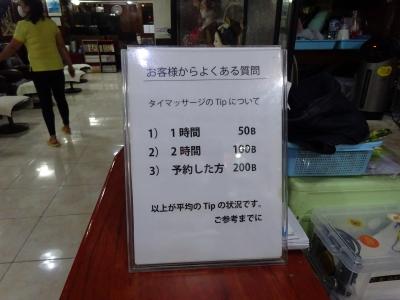 お客様からよくある質問
タイマッサージのTipについて
1) 1時間 50B
2) 2時間 100B
3) 予約した方 200B
以上が平均のTipの状況です。
ご参考までに